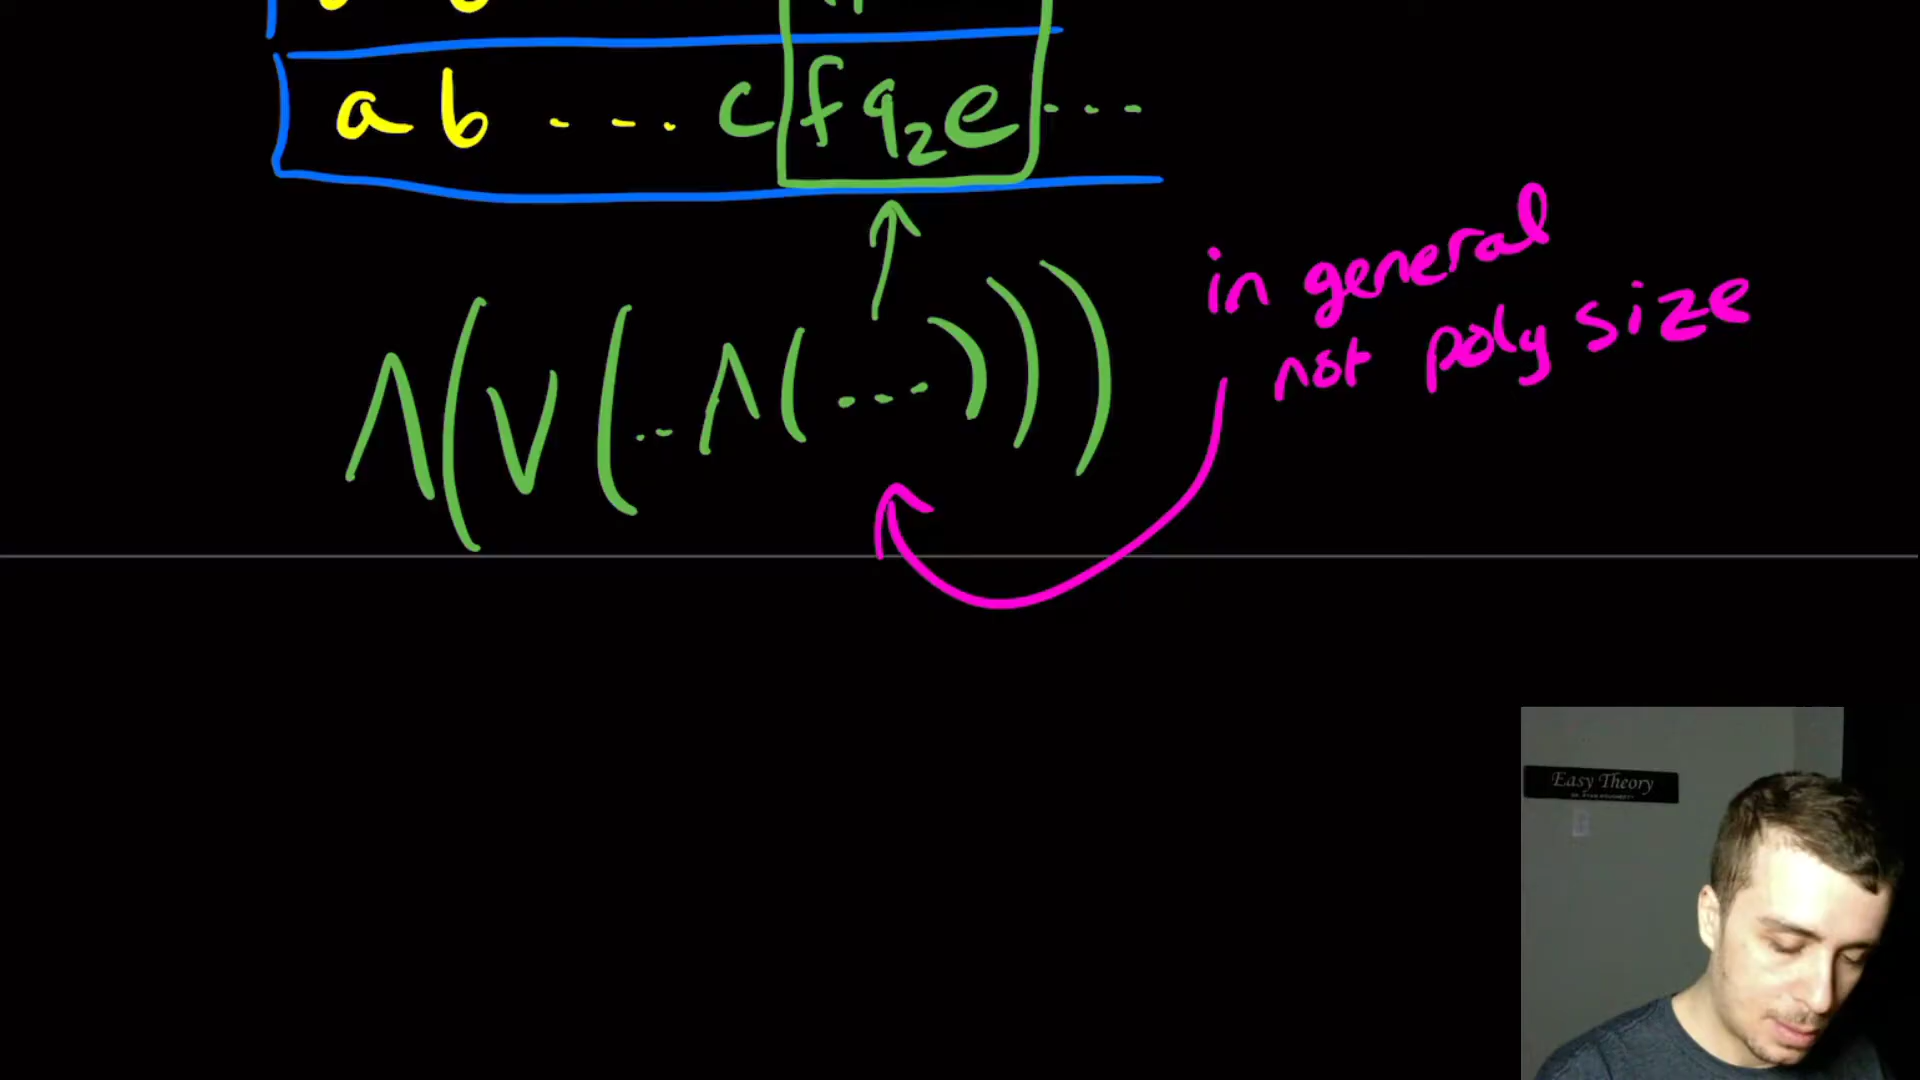 a b ... c f q₂ e ...
in general
not poly size
∧(∨(..∧(...)))
Easy Theory